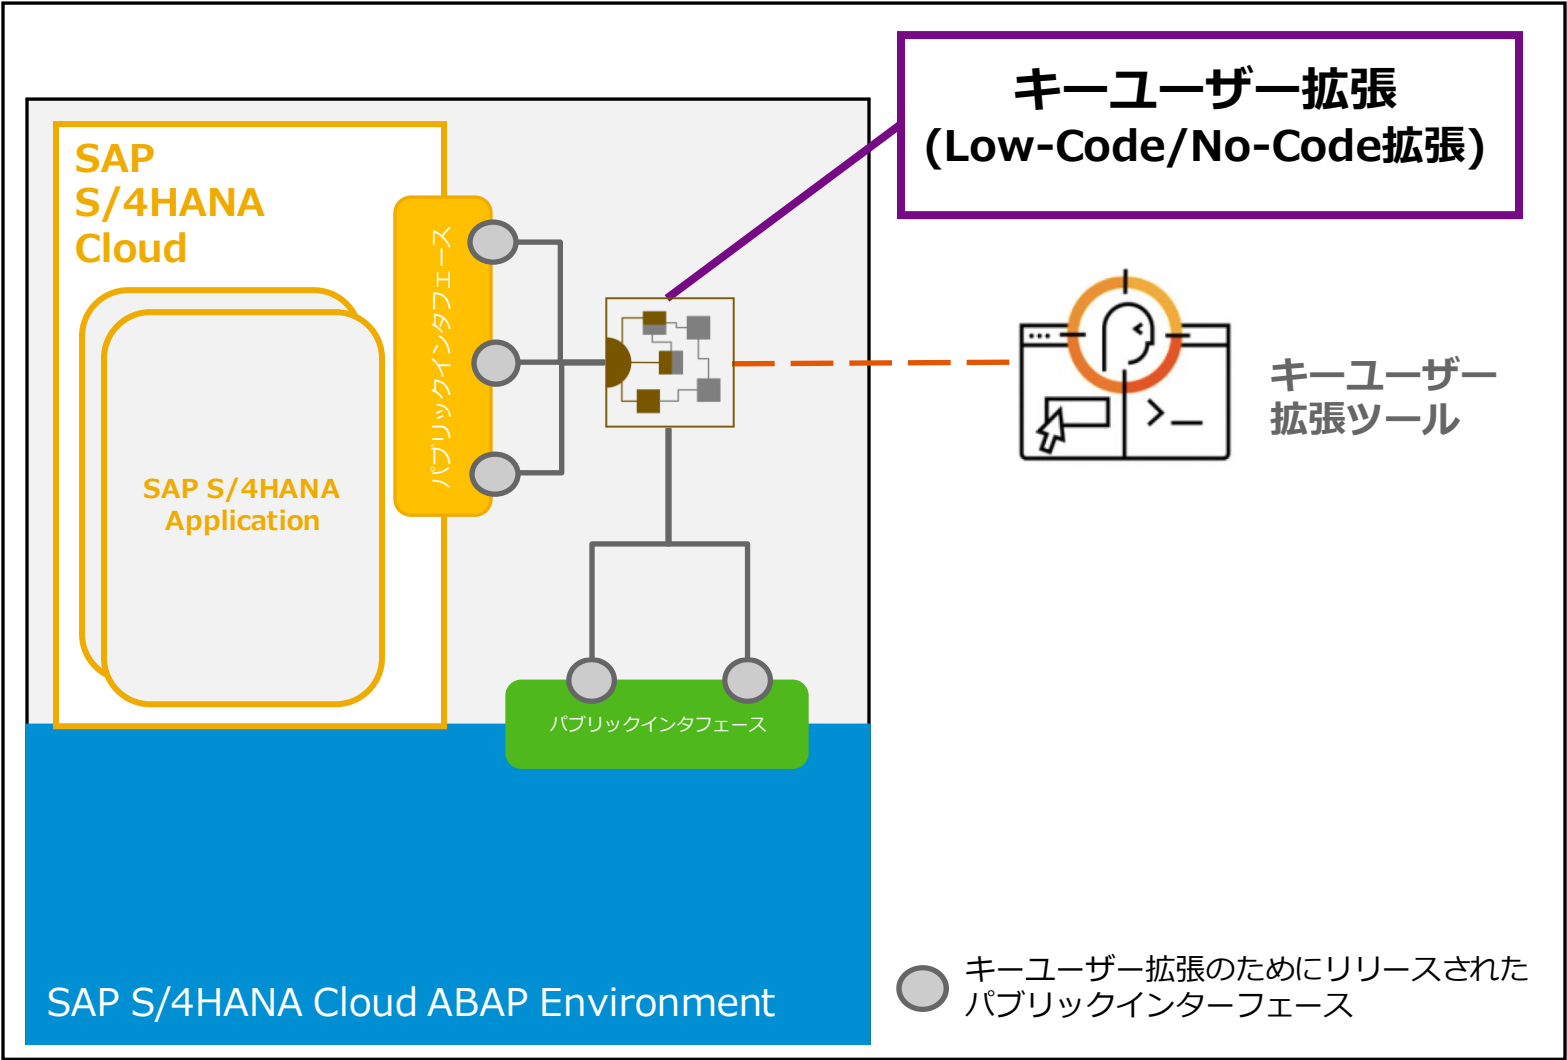 キーユーザー拡張
(Low-Code/No-Code拡張)
SAP
S/4HANA
Cloud
パブリックインタフェース
SAP S/4HANA
Application
キーユーザー
拡張ツール
パブリックインタフェース
SAP S/4HANA Cloud ABAP Environment
キーユーザー拡張のためにリリースされた
パブリックインターフェース